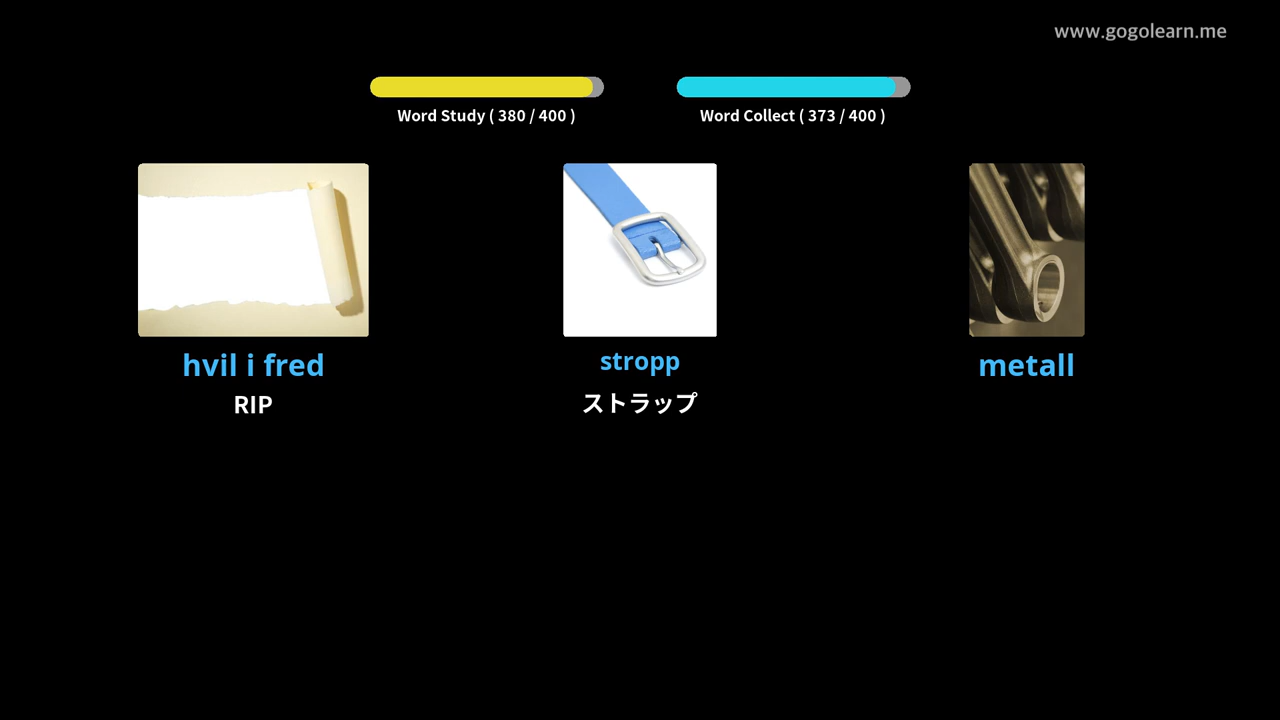 www.gogolearn.me
Word Study ( 380 / 400 )
Word Collect ( 373 / 400 )
hvil i fred
RIP
stropp
ストラップ
metall